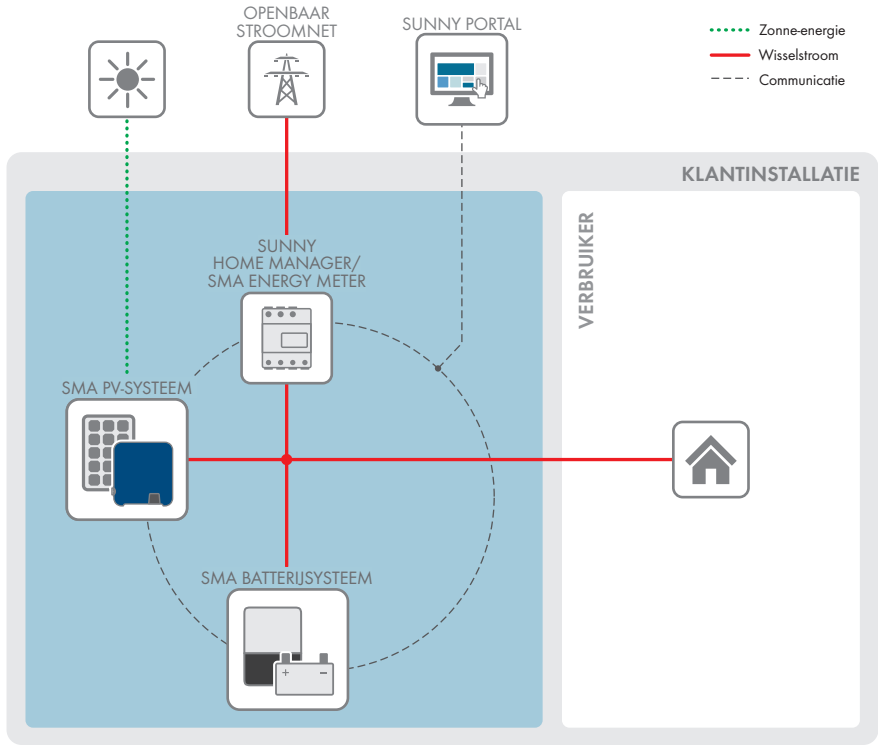 OPENBAAR
STROOMNET
SUNNY PORTAL
Zonne-energie
Wisselstroom
Communicatie
KLANTINSTALLATIE
VERBRUIKER
SUNNY
HOME MANAGER/
SMA ENERGY METER
SMA PV-SYSTEEM
SMA BATTERIJSYSTEEM
+ −